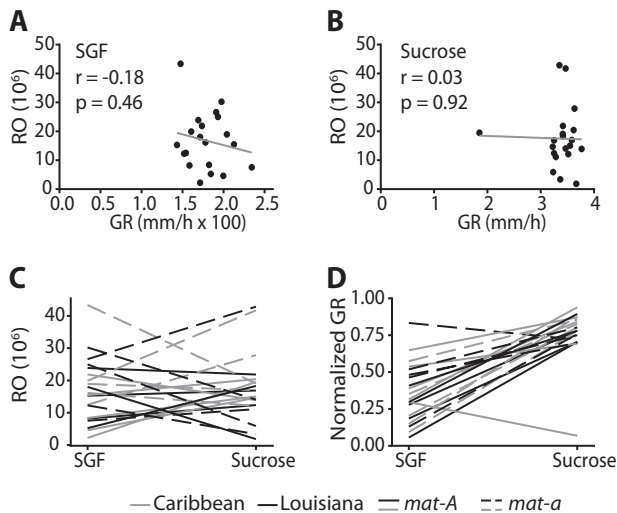 A
B
SGF
r = -0.18
p = 0.46
RO (10⁶)
50
40
30
20
10
0
0.0 0.5 1.0 1.5 2.0 2.5
GR (mm/h x 100)
Sucrose
r = 0.03
p = 0.92
RO (10⁶)
50
40
30
20
10
0
0 1 2 3 4
GR (mm/h)
C
D
RO (10⁶)
40
30
20
10
0
SGF Sucrose
Normalized GR
1.00
0.75
0.50
0.25
0.00
SGF Sucrose
Caribbean Louisiana mat-A mat-a